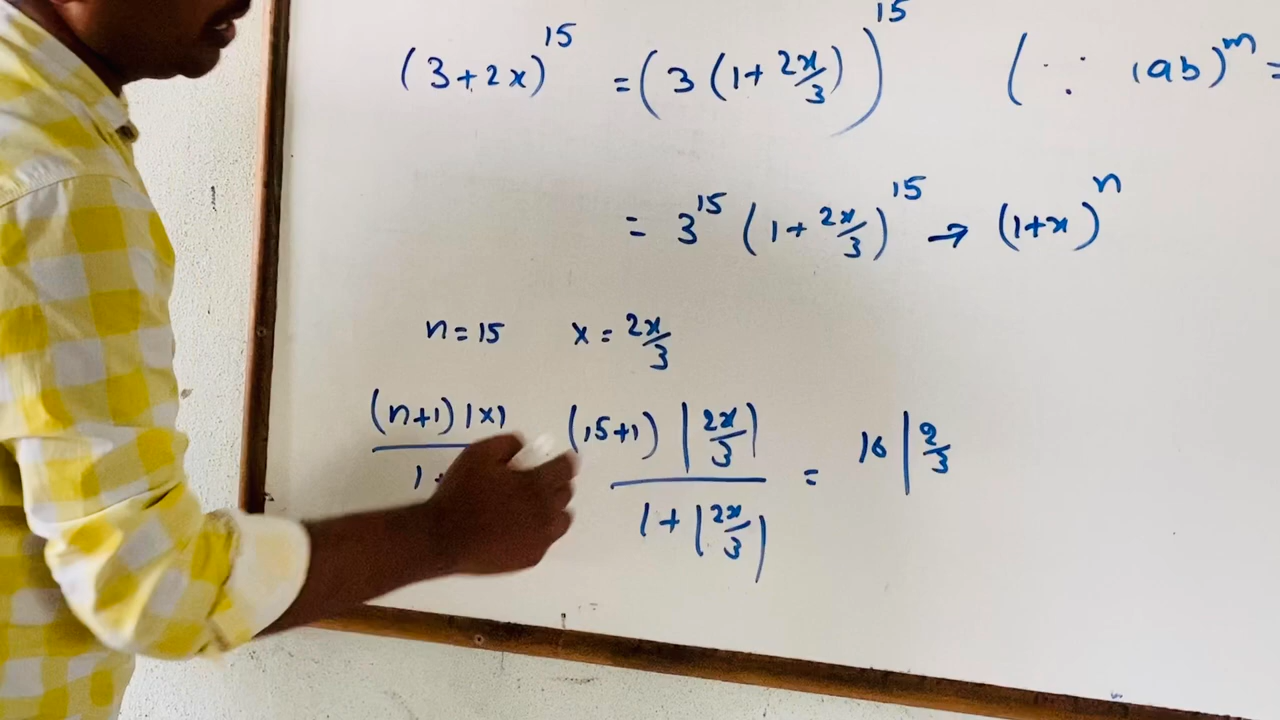 (3+2x)^15 = (3(1+2x/3))^15 (∵ (ab)^m =
= 3^15 (1+2x/3)^15 → (1+x)^n
n=15 x=2x/3
(n+1)|x| (15+1)|2x/3| = 16|2/3
1+ 1+|2x/3|